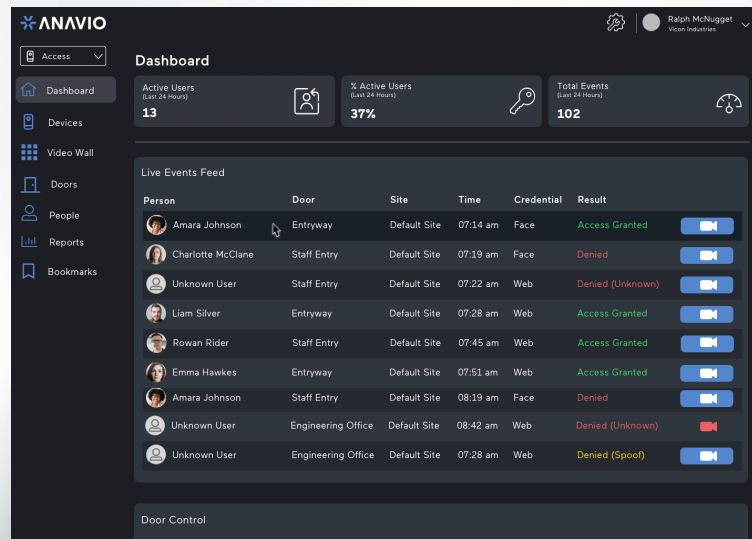 ANAVIO
Ralph McNugget
Vicon Industries
Access
Dashboard
Devices
Video Wall
Doors
People
Reports
Bookmarks
Dashboard
Active Users
(Last 24 Hours)
13
% Active Users
(Last 24 Hours)
37%
Total Events
(Last 24 Hours)
102
Live Events Feed
Person Door Site Time Credential Result
Amara Johnson Entryway Default Site 07:14 am Face Access Granted
Charlotte McClane Staff Entry Default Site 07:19 am Face Denied
Unknown User Staff Entry Default Site 07:22 am Web Denied (Unknown)
Liam Silver Entryway Default Site 07:28 am Web Access Granted
Rowan Rider Staff Entry Default Site 07:45 am Web Access Granted
Emma Hawkes Entryway Default Site 07:51 am Web Access Granted
Amara Johnson Staff Entry Default Site 08:19 am Face Denied
Unknown User Engineering Office Default Site 08:42 am Web Denied (Unknown)
Unknown User Engineering Office Default Site 07:28 am Web Denied (Spoof)
Door Control